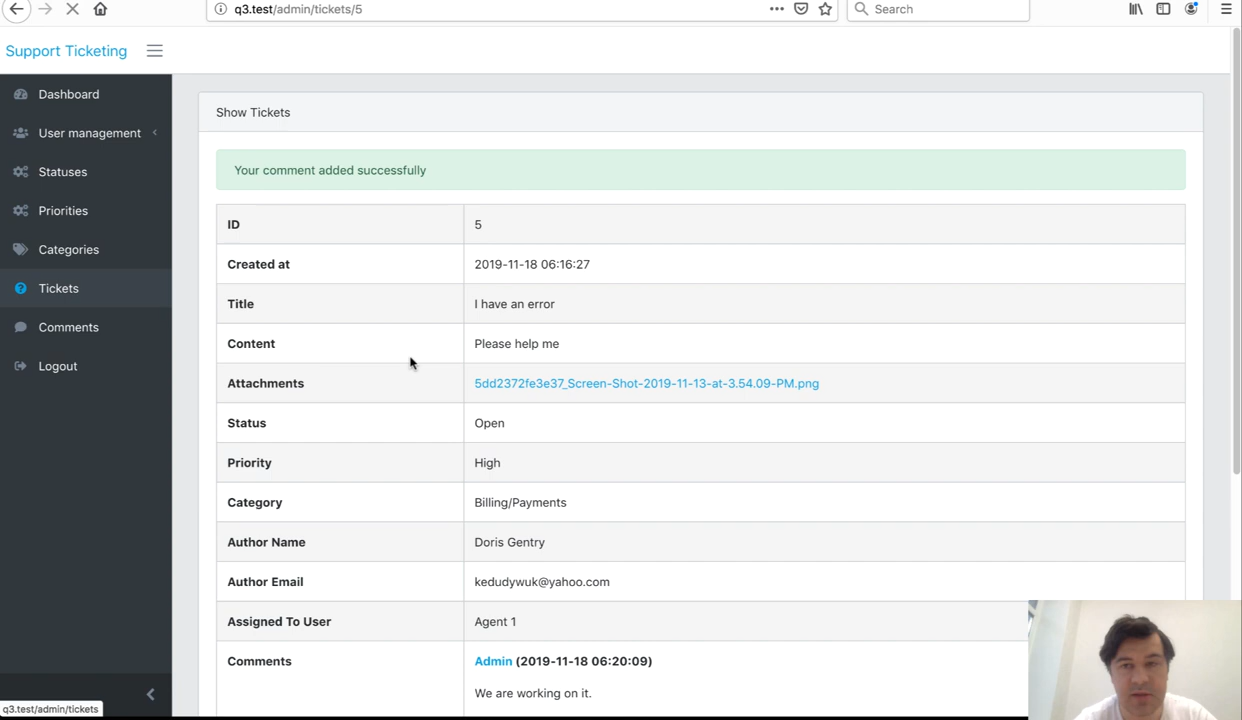 q3.test/admin/tickets/5
Search
Support Ticketing
Dashboard
User management
Statuses
Priorities
Categories
Tickets
Comments
Logout
Show Tickets
Your comment added successfully
ID 5
Created at 2019-11-18 06:16:27
Title I have an error
Content Please help me
Attachments 5dd2372fe3e37_Screen-Shot-2019-11-13-at-3.54.09-PM.png
Status Open
Priority High
Category Billing/Payments
Author Name Doris Gentry
Author Email kedudywuk@yahoo.com
Assigned To User Agent 1
Comments Admin (2019-11-18 06:20:09)
We are working on it.
q3.test/admin/tickets